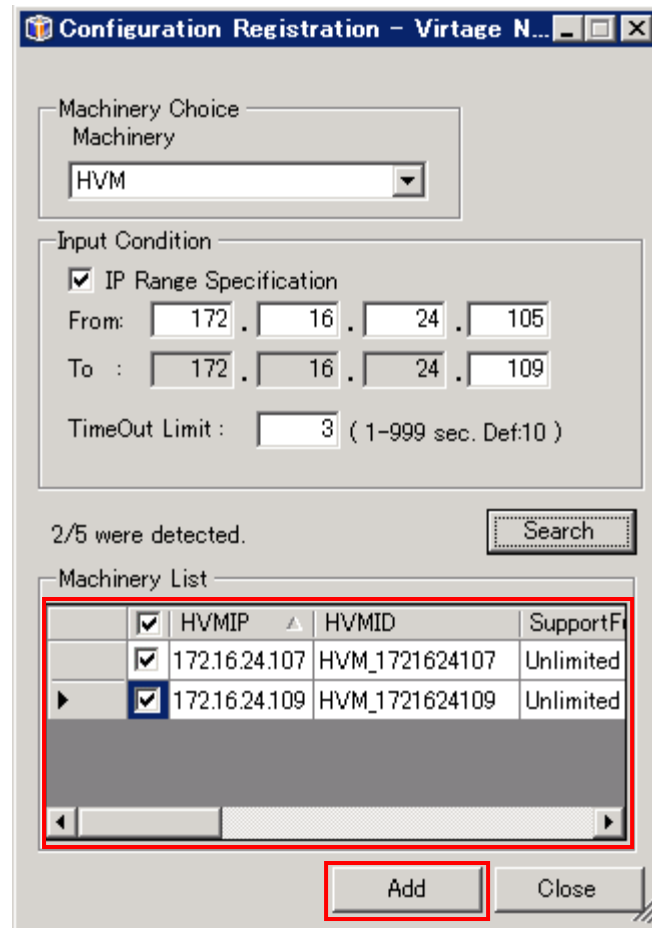 Configuration Registration - Virtage N...
Machinery Choice
Machinery
HVM
Input Condition
IP Range Specification
From: 172 . 16 . 24 . 105
To : 172 . 16 . 24 . 109
TimeOut Limit : 3 ( 1-999 sec. Def:10 )
2/5 were detected. Search
Machinery List
HVMIP HVMID SupportFu
172.16.24.107 HVM_1721624107 Unlimited
172.16.24.109 HVM_1721624109 Unlimited
Add Close